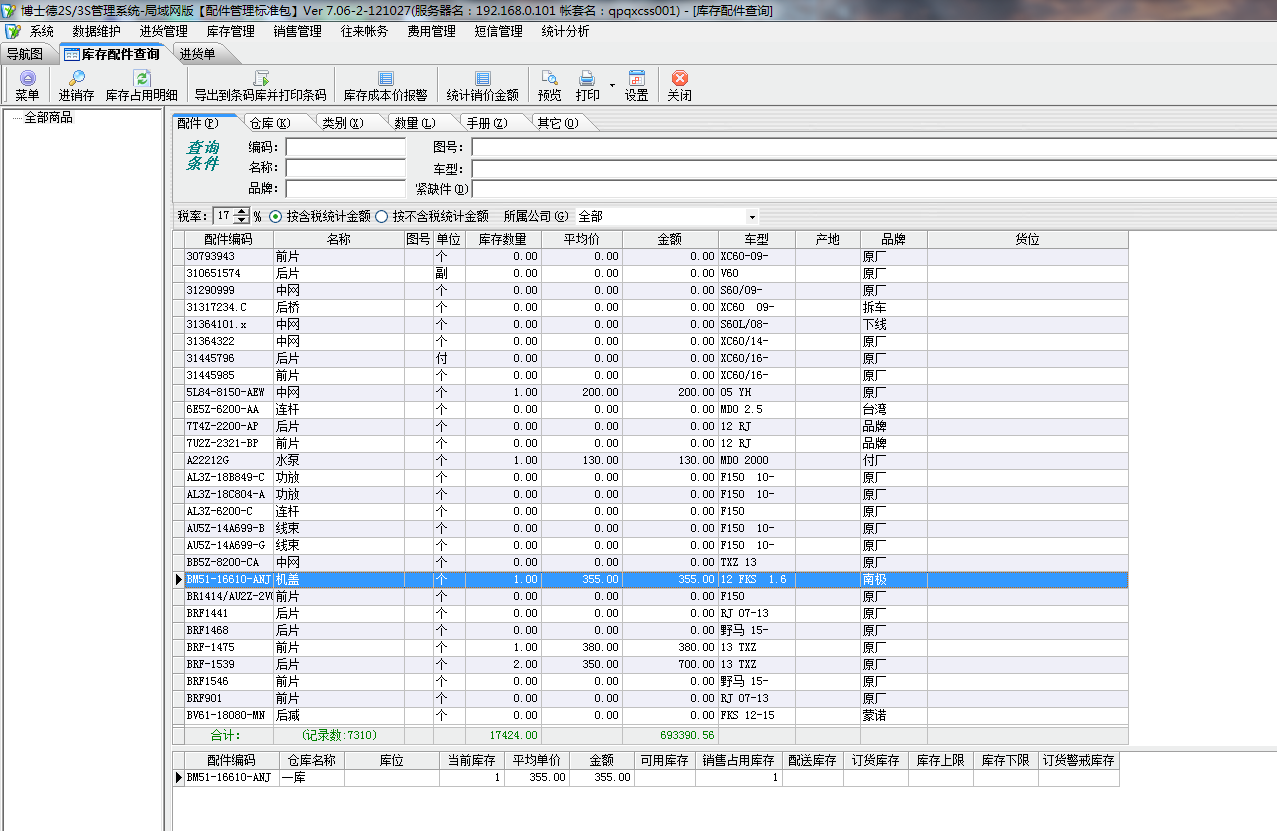 博士德2S/3S管理系统-局域网版【配件管理标准包】Ver 7.06-2-121027(服务器名：192.168.0.101 帐套名：qpqxcss001) - [库存配件查询]
系统 数据维护 进货管理 库存管理 销售管理 往来帐务 费用管理 短信管理 统计分析
导航图 库存配件查询 进货单
菜单 进销存 库存占用明细 导出到条码库并打印条码 库存成本价报警 统计销价金额 预览 打印 设置 关闭
全部商品
配件(P) 仓库(K) 类别(X) 数量(L) 手册(Z) 其它(O)
查询条件
编码： 图号：
名称： 车型：
品牌： 紧缺件(D)
税率： 17 % 按含税统计金额 按不含税统计金额 所属公司(G) 全部
配件编码 名称 图号 单位 库存数量 平均价 金额 车型 产地 品牌 货位
30793943 前片 个 0.00 0.00 0.00 XC60-09- 原厂
310651574 后片 副 0.00 0.00 0.00 V60 原厂
31290999 中网 个 0.00 0.00 0.00 S60/09- 原厂
31317234.C 后桥 个 0.00 0.00 0.00 XC60 09- 拆车
31364101.x 中网 个 0.00 0.00 0.00 S60L/08- 下线
31364322 中网 个 0.00 0.00 0.00 XC60/14- 原厂
31445796 后片 付 0.00 0.00 0.00 XC60/16- 原厂
31445985 前片 个 0.00 0.00 0.00 XC60/16- 原厂
5L84-8150-AEW 中网 个 1.00 200.00 200.00 05 YH 原厂
6E5Z-6200-AA 连杆 个 0.00 0.00 0.00 MDO 2.5 台湾
7T4Z-2200-AP 后片 个 0.00 0.00 0.00 12 RJ 品牌
7U2Z-2321-BP 前片 个 0.00 0.00 0.00 12 RJ 品牌
A22212G 水泵 个 1.00 130.00 130.00 MDO 2000 付厂
AL3Z-18B849-C 功放 个 0.00 0.00 0.00 F150 10- 原厂
AL3Z-18C804-A 功放 个 0.00 0.00 0.00 F150 10- 原厂
AL3Z-6200-C 连杆 个 0.00 0.00 0.00 F150 原厂
AU5Z-14A699-B 线束 个 0.00 0.00 0.00 F150 10- 原厂
AU5Z-14A699-G 线束 个 0.00 0.00 0.00 F150 10- 原厂
BB5Z-8200-CA 中网 个 0.00 0.00 0.00 TXZ 13 原厂
BM51-16610-ANJ 机盖 个 1.00 355.00 355.00 12 FKS 1.6 南极
BR1414/AU2Z-2V 前片 个 0.00 0.00 0.00 F150 原厂
BRF1441 后片 个 0.00 0.00 0.00 RJ 07-13 原厂
BRF1468 后片 个 0.00 0.00 0.00 野马 15- 原厂
BRF-1475 前片 个 1.00 380.00 380.00 13 TXZ 原厂
BRF-1539 后片 个 2.00 350.00 700.00 13 TXZ 原厂
BRF1546 前片 个 0.00 0.00 0.00 野马 15- 原厂
BRF901 前片 个 0.00 0.00 0.00 RJ 07-13 原厂
BV61-18080-MN 后减 个 0.00 0.00 0.00 FKS 12-15 蒙诺
合计： (记录数:7310) 17424.00 693390.56
配件编码 仓库名称 库位 当前库存 平均单价 金额 可用库存 销售占用库存 配送库存 订货库存 库存上限 库存下限 订货警戒库存
BM51-16610-ANJ 一库 1 355.00 355.00 1